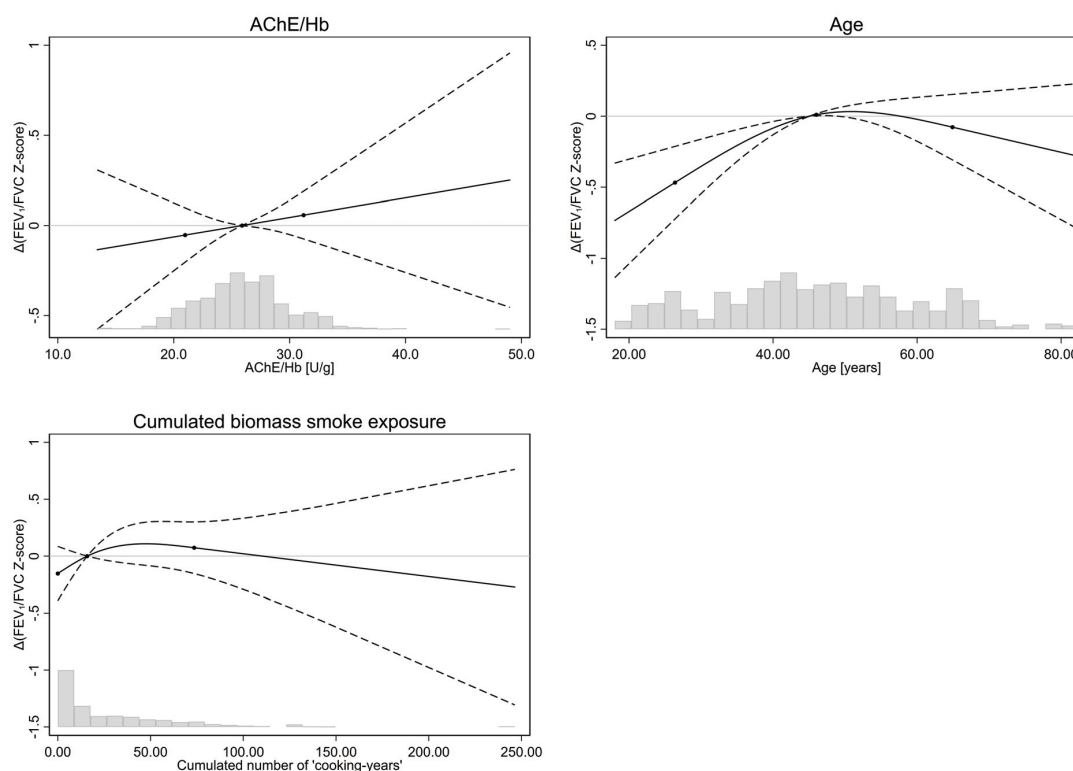 AChE/Hb
Δ(FEV₁/FVC Z-score)
1
.5
0
-.5
10.0 20.0 30.0 40.0 50.0
AChE/Hb [U/g]
Age
Δ(FEV₁/FVC Z-score)
.5
0
-.5
-1
-1.5
20.00 40.00 60.00 80.00
Age [years]
Cumulated biomass smoke exposure
Δ(FEV₁/FVC Z-score)
1
.5
0
-.5
-1
-1.5
0.00 50.00 100.00 150.00 200.00 250.00
Cumulated number of 'cooking-years'